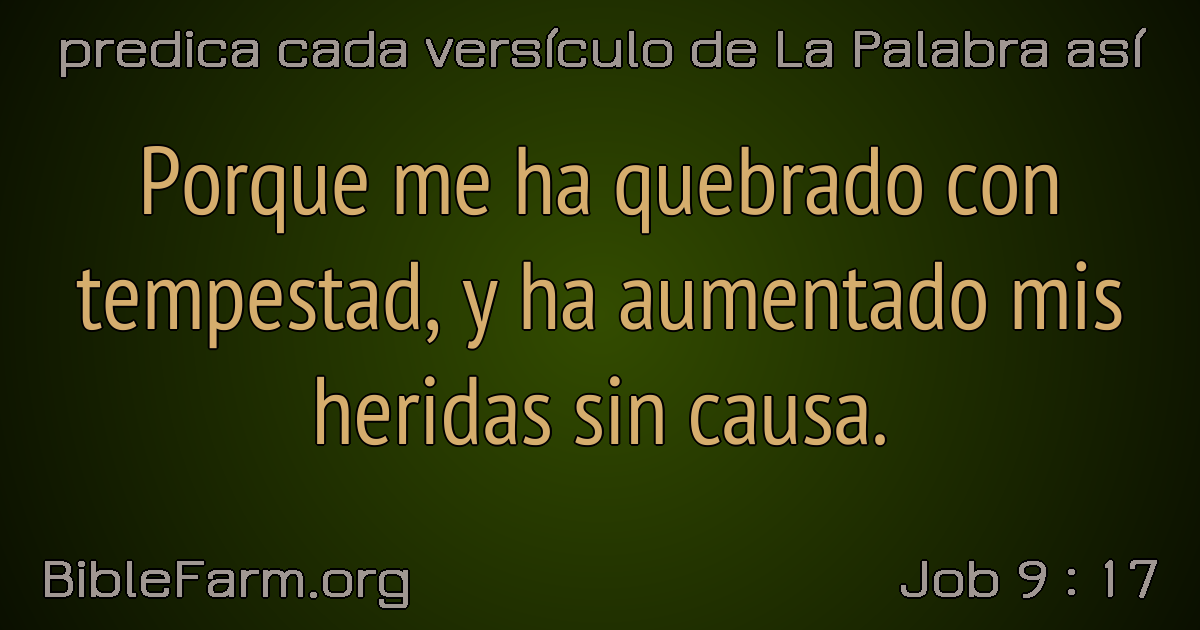 predica cada versículo de La Palabra así
Porque me ha quebrado con
tempestad, y ha aumentado mis
heridas sin causa.
BibleFarm.org
Job 9 : 17